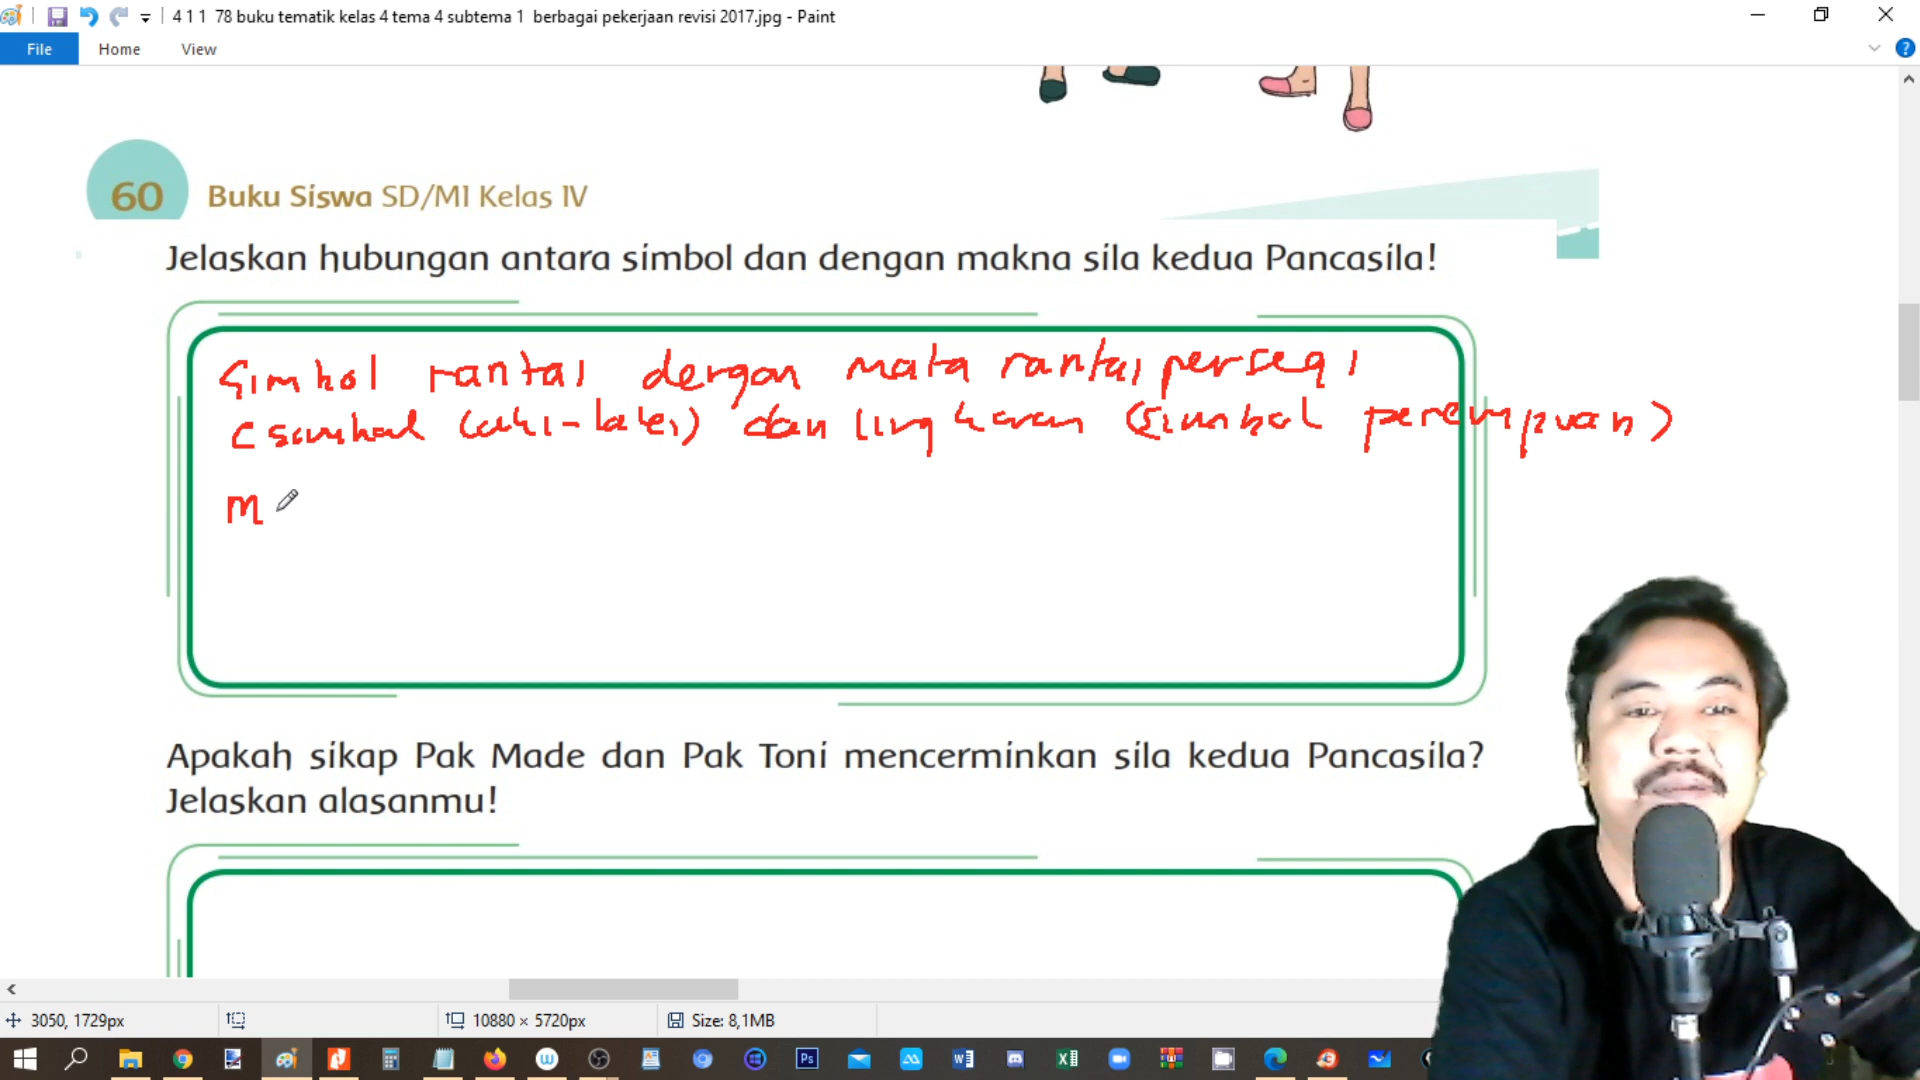 4 1 1 78 buku tematik kelas 4 tema 4 subtema 1 berbagai pekerjaan revisi 2017.jpg - Paint
File Home View
60 Buku Siswa SD/MI Kelas IV
Jelaskan hubungan antara simbol dan dengan makna sila kedua Pancasila!
Simbol rantai dengan mata rantai persegi
(simbol laki-laki) dan lingkaran (simbol perempuan)
m
Apakah sikap Pak Made dan Pak Toni mencerminkan sila kedua Pancasila?
Jelaskan alasanmu!
3050, 1729px 10880 × 5720px Size: 8,1MB